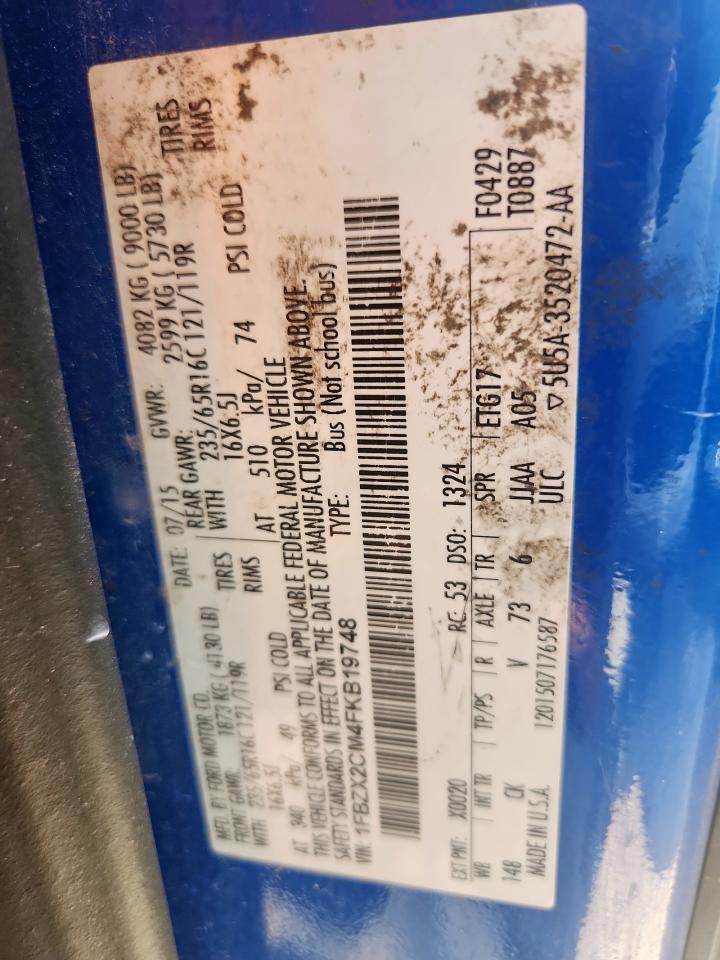 MFD. BY FORD MOTOR CO. DATE: 07/15 GVWR: 4082 KG ( 9000 LB)
FRONT GAWR: 1873 KG ( 4130 LB) REAR GAWR: 2599 KG ( 5730 LB)
WITH 235/65R16C 121/119R TIRES WITH 235/65R16C 121/119R TIRES
16X6.5J RIMS 16X6.5J RIMS
AT 340 kPa/ 49 PSI COLD AT 510 kPa/ 74 PSI COLD
THIS VEHICLE CONFORMS TO ALL APPLICABLE FEDERAL MOTOR VEHICLE
SAFETY STANDARDS IN EFFECT ON THE DATE OF MANUFACTURE SHOWN ABOVE.
VIN: 1FBZX2CM4FKB19748 TYPE: Bus (Not school bus)
EXT PNT: X0020 RC: 53 DSO: 1324 F0429
WB INT TR TP/PS R AXLE TR SPR ETG17 T0887
148 CK V 73 6 JJAA A05
MADE IN U.S.A. 1201507176587 ULC ▽5U5A-3520472-AA